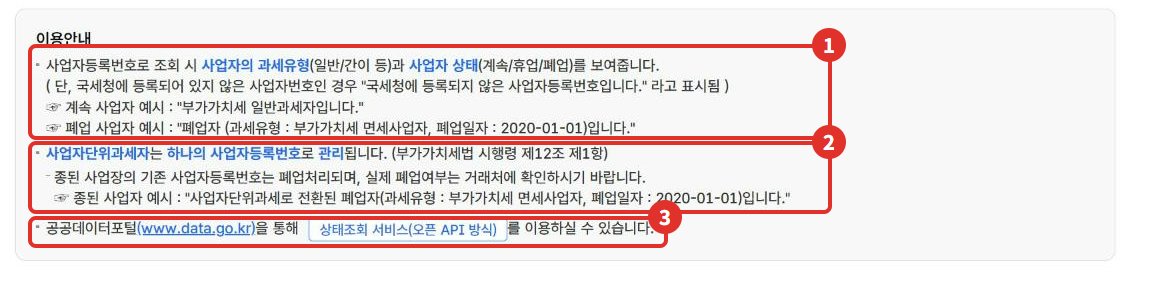 이용안내
1
▪ 사업자등록번호로 조회 시 사업자의 과세유형(일반/간이 등)과 사업자 상태(계속/휴업/폐업)를 보여줍니다.
( 단, 국세청에 등록되어 있지 않은 사업자번호인 경우 "국세청에 등록되지 않은 사업자등록번호입니다." 라고 표시됨 )
☞ 계속 사업자 예시 : "부가가치세 일반과세자입니다."
☞ 폐업 사업자 예시 : "폐업자 (과세유형 : 부가가치세 면세사업자, 폐업일자 : 2020-01-01)입니다."
2
▪ 사업자단위과세자는 하나의 사업자등록번호로 관리됩니다. (부가가치세법 시행령 제12조 제1항)
- 종된 사업장의 기존 사업자등록번호는 폐업처리되며, 실제 폐업여부는 거래처에 확인하시기 바랍니다.
☞ 종된 사업자 예시 : "사업자단위과세로 전환된 폐업자(과세유형 : 부가가치세 면세사업자, 폐업일자 : 2020-01-01)입니다."
3
▪ 공공데이터포털(www.data.go.kr)을 통해 상태조회 서비스(오픈 API 방식)를 이용하실 수 있습니다.